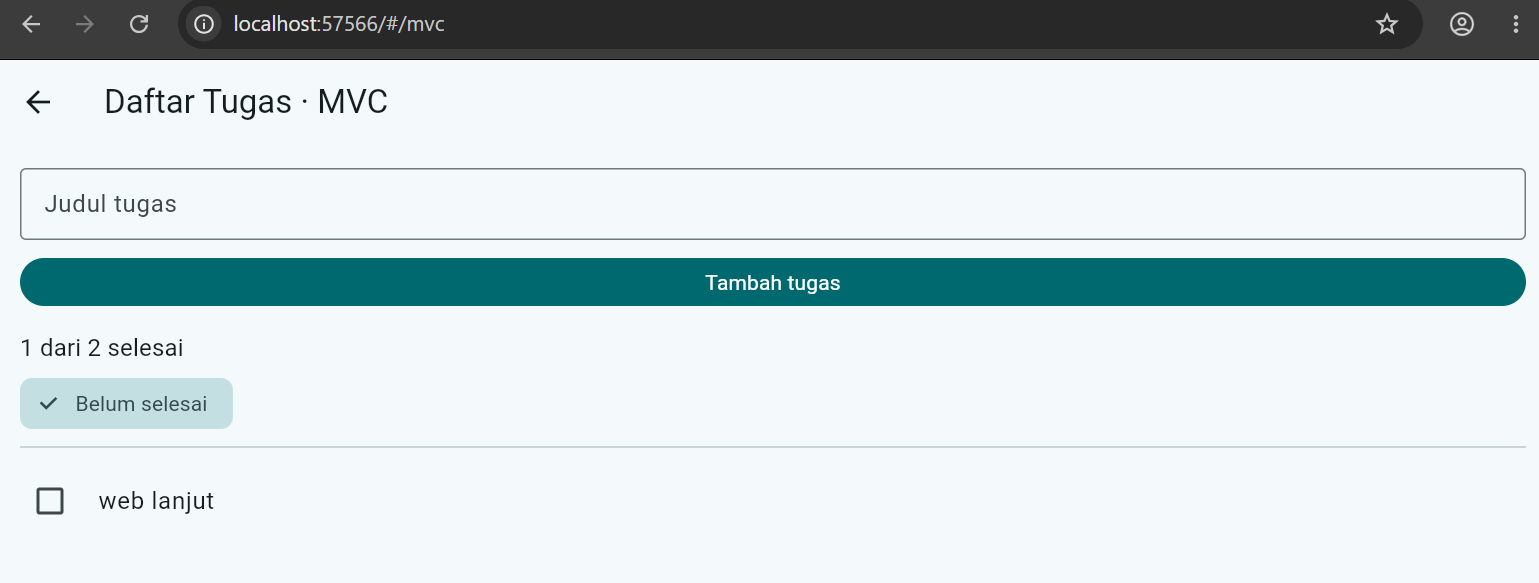 localhost:57566/#/mvc
Daftar Tugas · MVC
Judul tugas
Tambah tugas
1 dari 2 selesai
Belum selesai
web lanjut